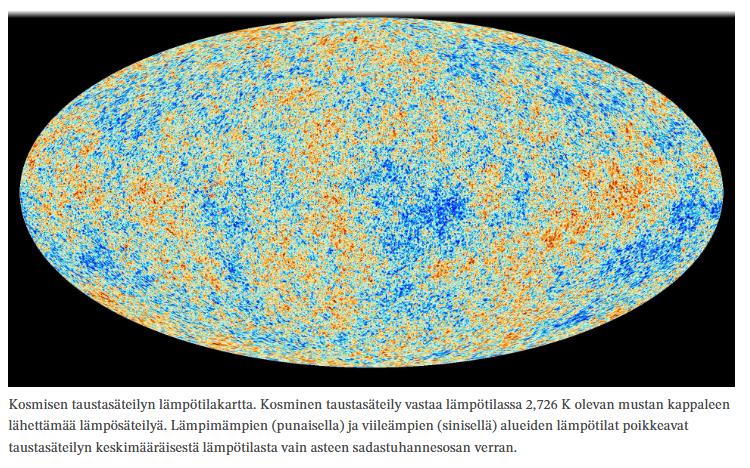 Kosmisen taustasäteilyn lämpötilakartta. Kosminen taustasäteily vastaa lämpötilassa 2,726 K olevan mustan kappaleen
lähettämää lämpösäteilyä. Lämpimämpien (punaisella) ja viileämpien (sinisellä) alueiden lämpötilat poikkeavat
taustasäteilyn keskimääräisestä lämpötilasta vain asteen sadastuhannesosan verran.